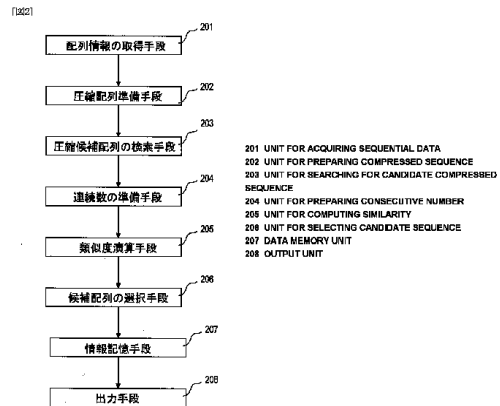 [図2]
201
配列情報の取得手段
202
圧縮配列準備手段
203
圧縮候補配列の検索手段
204
連続数の準備手段
205
類似度演算手段
206
候補配列の選択手段
207
情報記憶手段
208
出力手段
201 UNIT FOR ACQUIRING SEQUENTIAL DATA
202 UNIT FOR PREPARING COMPRESSED SEQUENCE
203 UNIT FOR SEARCHING FOR CANDIDATE COMPRESSED
SEQUENCE
204 UNIT FOR PREPARING CONSECUTIVE NUMBER
205 UNIT FOR COMPUTING SIMILARITY
206 UNIT FOR SELECTING CANDIDATE SEQUENCE
207 DATA MEMORY UNIT
208 OUTPUT UNIT